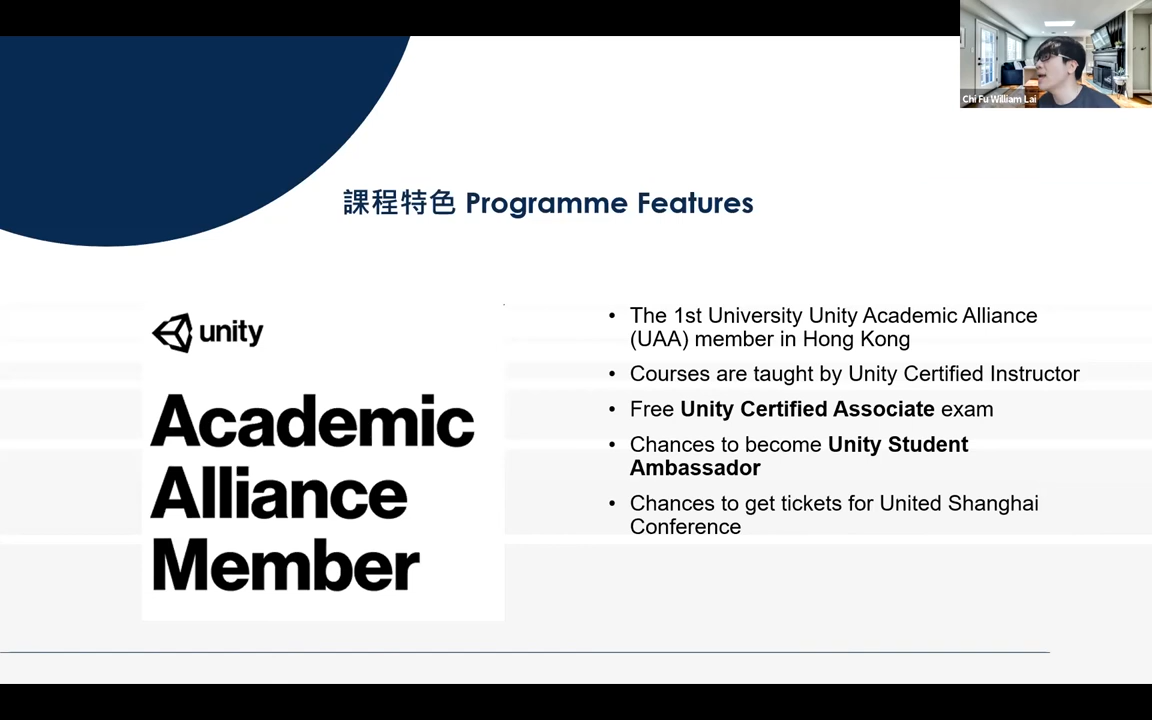 Chi Fu William Lai
課程特色 Programme Features
unity
Academic
Alliance
Member
• The 1st University Unity Academic Alliance
(UAA) member in Hong Kong
• Courses are taught by Unity Certified Instructor
• Free Unity Certified Associate exam
• Chances to become Unity Student
Ambassador
• Chances to get tickets for United Shanghai
Conference